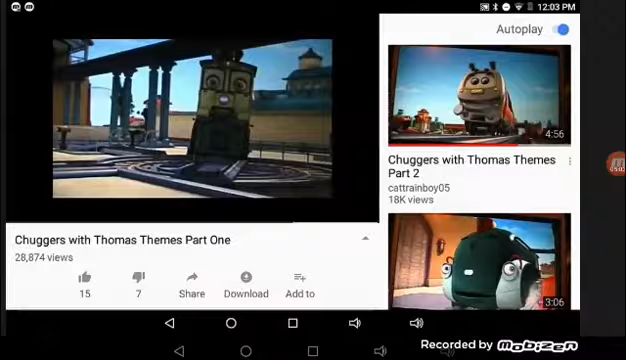 12:03 PM
Autoplay
4:56
Chuggers with Thomas Themes
Part 2
cattrainboy05
18K views
Chuggers with Thomas Themes Part One
28,874 views
15
7
Share
Download
Add to
3:06
Recorded by mobizen